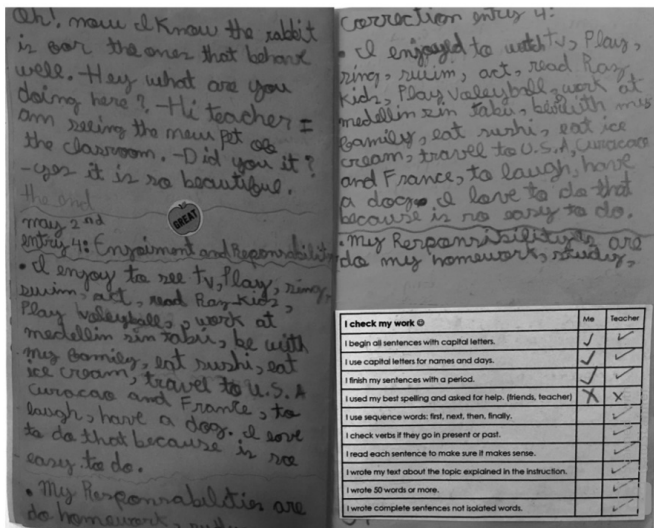 Oh!, now I Know the rabbit
is for the ones that behave
well. -Hey what are you
doing here?, -Hi teacher I
am seeing the new pet of
the classroom. -Did you it?
-yes it is so beautiful.
the end
GREAT
may 2nd
entry 4: Enjoiment and Reponsability
• I enjoy to see tv, Play, sing,
swim, art, read Raz Kids,
Play voleyball, work at
medellin sin tabu, be with
my family, eat sushi, eat
ice cream, travel to U.S.A
curacao and France, to
laugh, have a dog. I love
to do that because is so
easy to do.
• My Responsabilities are
do homework,
Correction entry 4:
• I enjoyd to watch tv, Play,
sing, swim, art, read Raz
Kids, Play voleyball, work at
medellin sin tabu, be with my
family, eat sushi, eat ice
cream, travel to U.S.A, Curacao
and France, to laugh, have
a dog. I love to do that
because is so easy to do.
• My are
do my homework, study,
I check my work ☺ Me Teacher
I begin all sentences with capital letters. ✓ ✓
I use capital letters for names and days. ✓ ✓
I finish my sentences with a period. ✓ ✓
I used my best spelling and asked for help. (friends, teacher) X X
I use sequence words: first, next, then, finally. ✓
I check verbs if they go in present or past. ✓
I read each sentence to make sure it makes sense. ✓
I wrote my text about the topic explained in the instruction. ✓
I wrote 50 words or more. ✓
I wrote complete sentences not isolated words. ✓